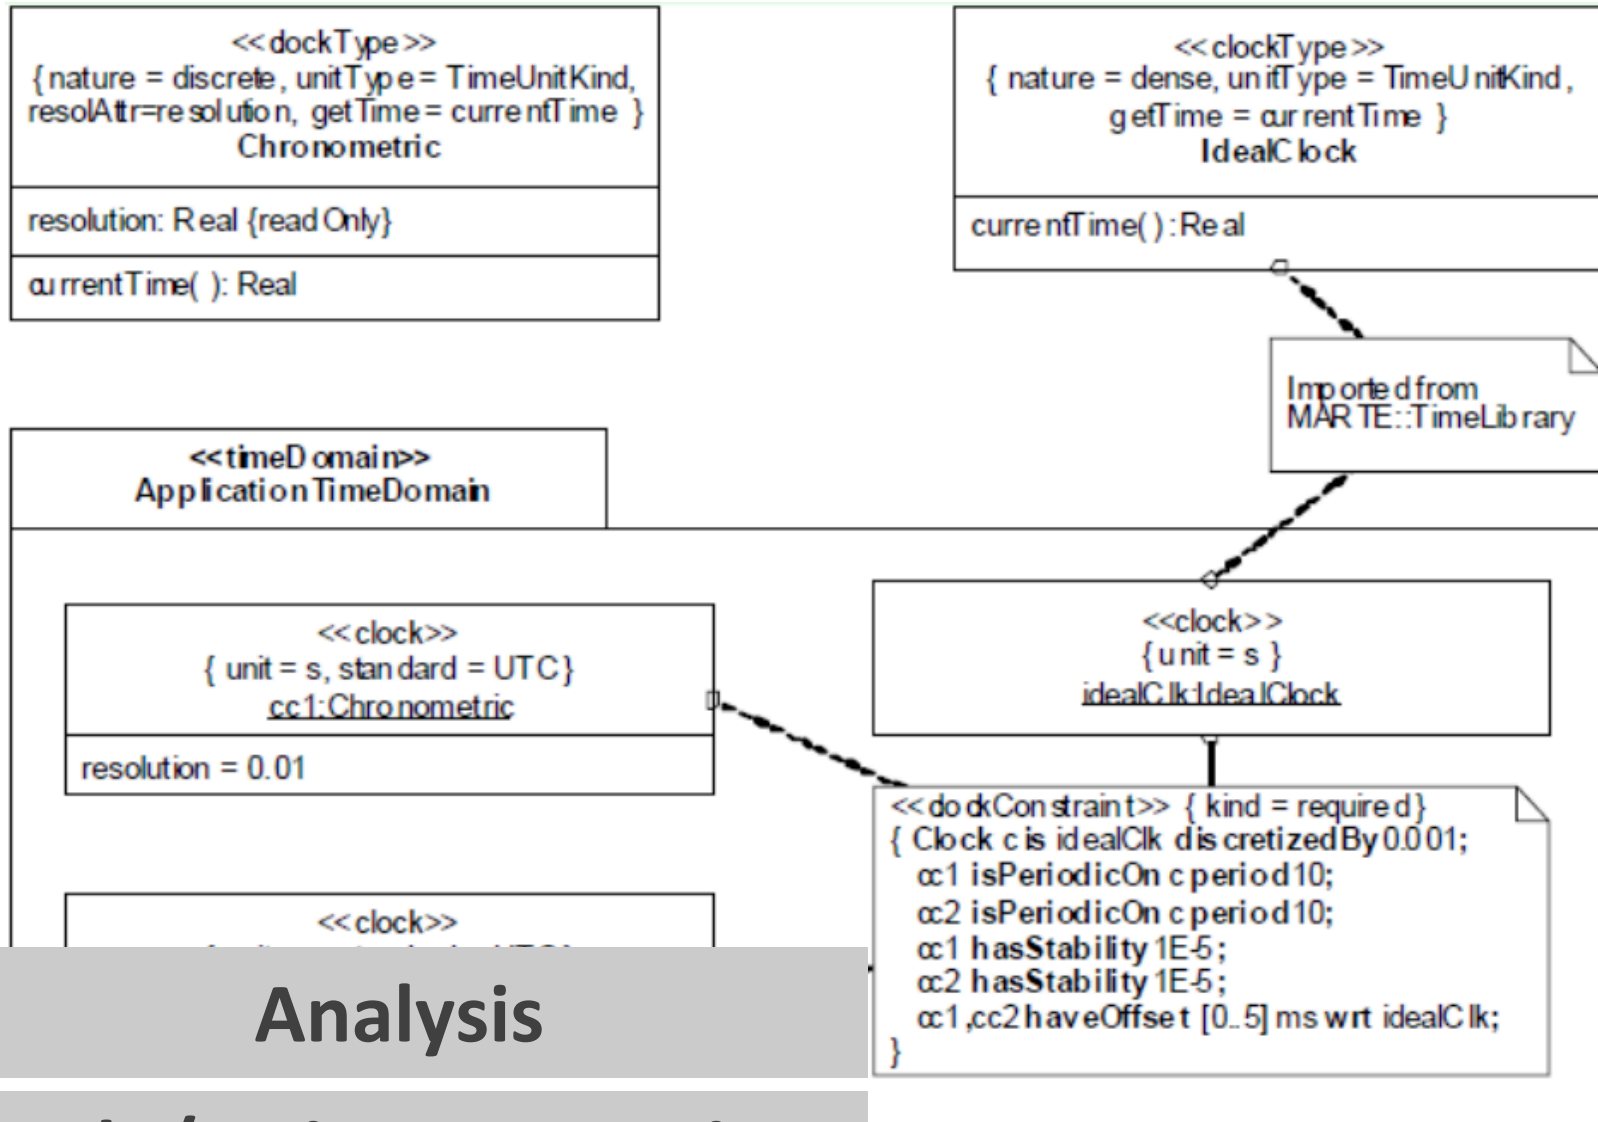 <<clockType>>
{ nature = discrete, unitType = TimeUnitKind,
resolAttr=resolution, getTime = currentTime }
Chronometric
resolution: Real {readOnly}
currentTime( ): Real
<<clockType>>
{ nature = dense, unitType = TimeUnitKind,
getTime = currentTime }
IdealClock
currentTime( ):Real
Imported from
MARTE::TimeLibrary
<<timeDomain>>
ApplicationTimeDomain
<<clock>>
{ unit = s, standard = UTC}
cc1:Chronometric
resolution = 0.01
<<clock>>
{ unit = s }
idealClk:IdealClock
<<clockConstraint>> { kind = required}
{ Clock c is idealClk discretizedBy 0.001;
cc1 isPeriodicOn c period 10;
cc2 isPeriodicOn c period 10;
cc1 hasStability 1E-5;
cc2 hasStability 1E-5;
cc1,cc2 haveOffset [0..5] ms wrt idealClk;
}
<<clock>>
Analysis